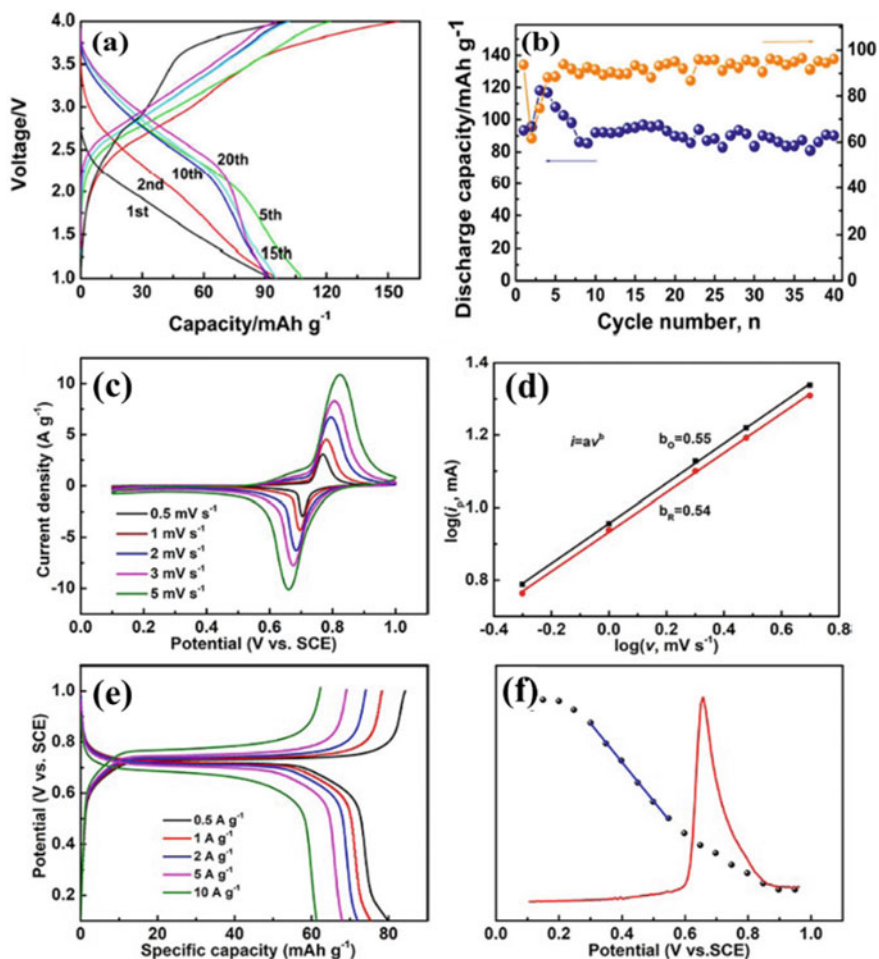 (a)
Voltage/V
4.0
3.5
3.0
2.5
2.0
1.5
1.0
20th
10th
2nd
1st
5th
15th
0 30 60 90 120 150
Capacity/mAh g-1
(b)
Discharge capacity/mAh g-1
140
120
100
80
60
40
20
0
100
80
60
40
20
0
0 5 10 15 20 25 30 35 40
Cycle number, n
(c)
Current density (A g-1)
10
5
0
-5
-10
0.5 mV s-1
1 mV s-1
2 mV s-1
3 mV s-1
5 mV s-1
0.0 0.2 0.4 0.6 0.8 1.0
Potential (V vs. SCE)
(d)
log(ip, mA)
1.4
1.2
1.0
0.8
i=avb
bO=0.55
bR=0.54
-0.4 0.0 0.4 0.8
log(v, mV s-1)
(e)
Potential (V vs. SCE)
1.0
0.8
0.6
0.4
0.2
0.5 A g-1
1 A g-1
2 A g-1
5 A g-1
10 A g-1
0 20 40 60 80
Specific capacity (mAh g-1)
(f)
0.0 0.2 0.4 0.6 0.8 1.0
Potential (V vs.SCE)